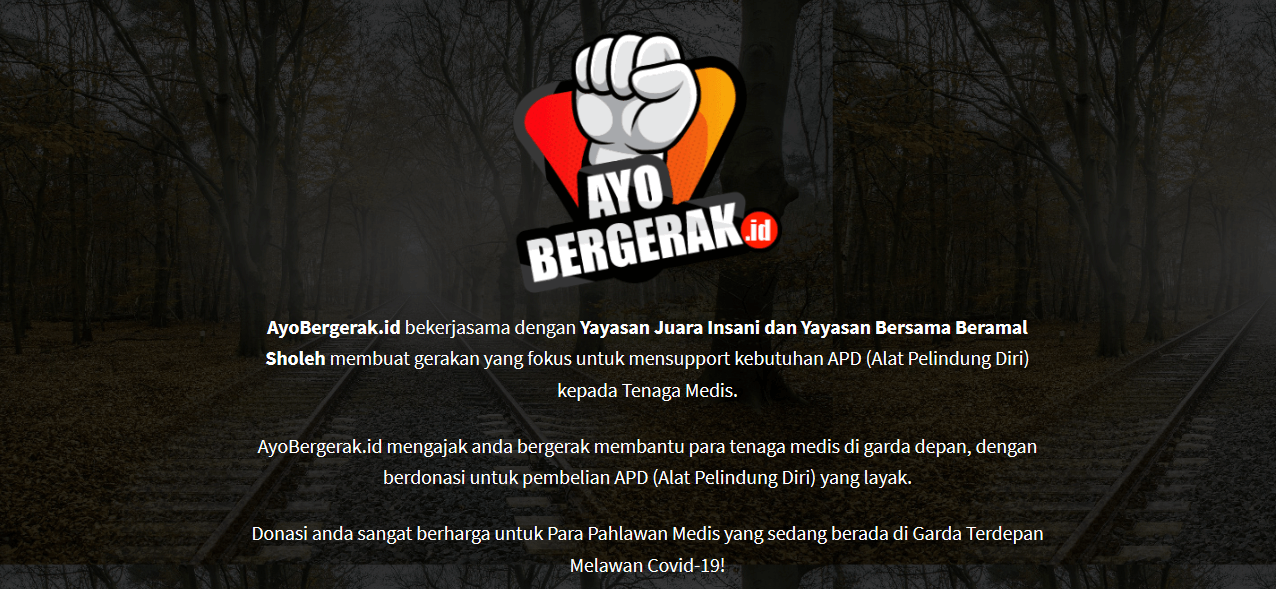 AYO
BERGERAK.id
AyoBergerak.id bekerjasama dengan Yayasan Juara Insani dan Yayasan Bersama Beramal
Sholeh membuat gerakan yang fokus untuk mensupport kebutuhan APD (Alat Pelindung Diri)
kepada Tenaga Medis.
AyoBergerak.id mengajak anda bergerak membantu para tenaga medis di garda depan, dengan
berdonasi untuk pembelian APD (Alat Pelindung Diri) yang layak.
Donasi anda sangat berharga untuk Para Pahlawan Medis yang sedang berada di Garda Terdepan
Melawan Covid-19!